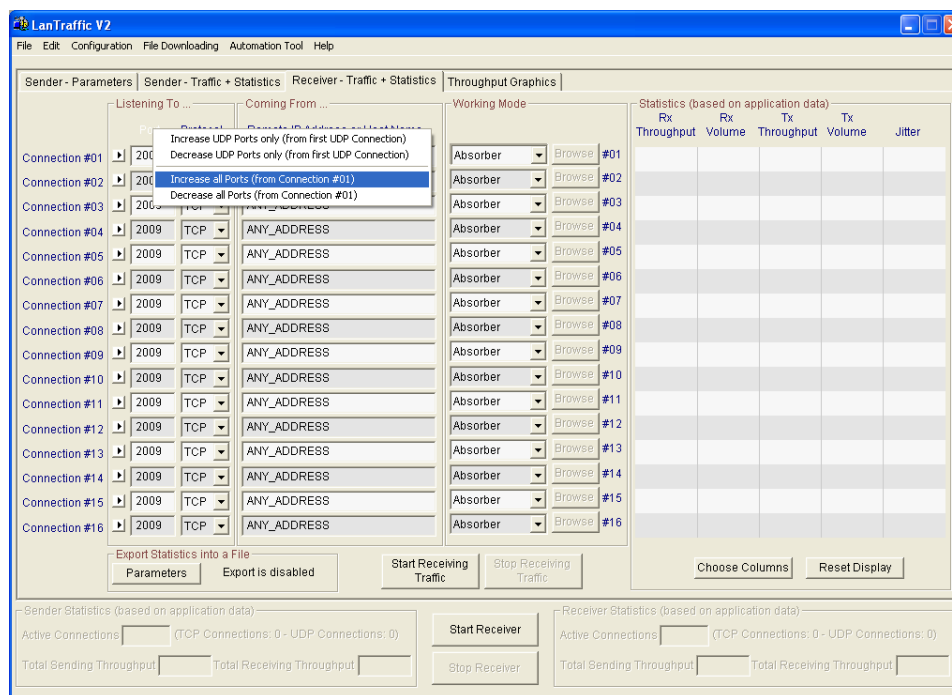 LanTraffic V2
File Edit Configuration File Downloading Automation Tool Help
Sender - Parameters Sender - Traffic + Statistics Receiver - Traffic + Statistics Throughput Graphics
Listening To ... Coming From ... Working Mode Statistics (based on application data)
Rx Rx Tx Tx
Throughput Volume Throughput Volume Jitter
Increase UDP Ports only (from first UDP Connection)
Decrease UDP Ports only (from first UDP Connection)
Increase all Ports (from Connection #01)
Decrease all Ports (from Connection #01)
Connection #01 Absorber Browse #01
Connection #02 Absorber Browse #02
Connection #03 Absorber Browse #03
Connection #04 2009 TCP ANY_ADDRESS Absorber Browse #04
Connection #05 2009 TCP ANY_ADDRESS Absorber Browse #05
Connection #06 2009 TCP ANY_ADDRESS Absorber Browse #06
Connection #07 2009 TCP ANY_ADDRESS Absorber Browse #07
Connection #08 2009 TCP ANY_ADDRESS Absorber Browse #08
Connection #09 2009 TCP ANY_ADDRESS Absorber Browse #09
Connection #10 2009 TCP ANY_ADDRESS Absorber Browse #10
Connection #11 2009 TCP ANY_ADDRESS Absorber Browse #11
Connection #12 2009 TCP ANY_ADDRESS Absorber Browse #12
Connection #13 2009 TCP ANY_ADDRESS Absorber Browse #13
Connection #14 2009 TCP ANY_ADDRESS Absorber Browse #14
Connection #15 2009 TCP ANY_ADDRESS Absorber Browse #15
Connection #16 2009 TCP ANY_ADDRESS Absorber Browse #16
Export Statistics into a File
Parameters Export is disabled
Start Receiving Traffic
Stop Receiving Traffic
Choose Columns Reset Display
Sender Statistics (based on application data)
Active Connections (TCP Connections: 0 - UDP Connections: 0)
Total Sending Throughput Total Receiving Throughput
Start Receiver
Stop Receiver
Receiver Statistics (based on application data)
Active Connections (TCP Connections: 0 - UDP Connections: 0)
Total Sending Throughput Total Receiving Throughput